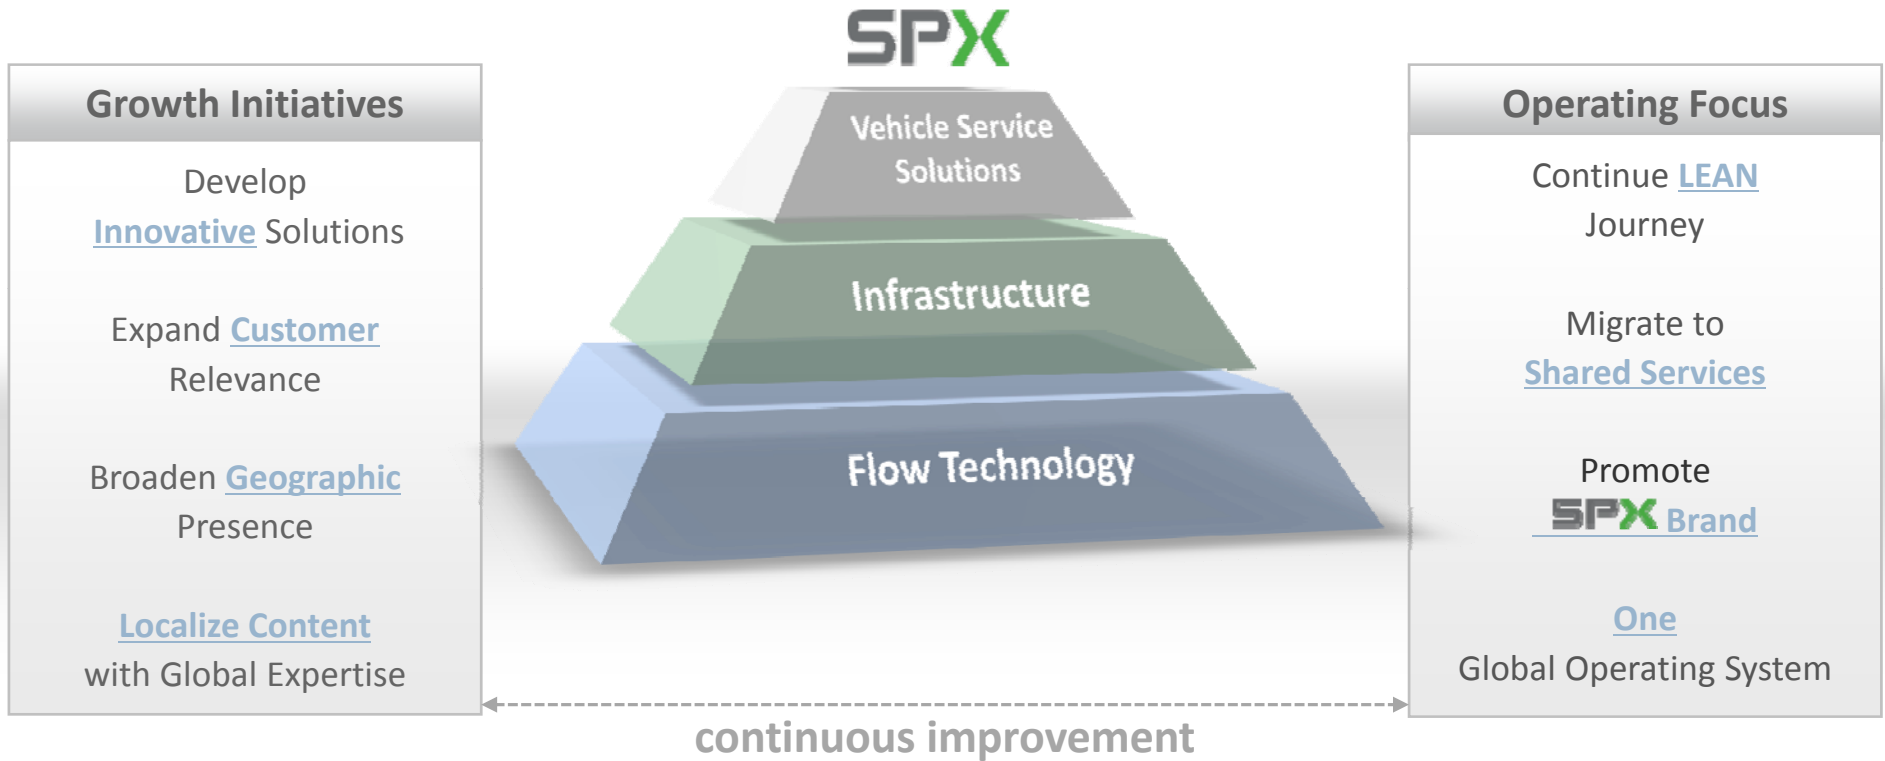 SPX
Growth Initiatives
Develop
Innovative Solutions
Expand Customer
Relevance
Broaden Geographic
Presence
Localize Content
with Global Expertise
Vehicle Service
Solutions
Infrastructure
Flow Technology
Operating Focus
Continue LEAN
Journey
Migrate to
Shared Services
Promote
SPX Brand
One
Global Operating System
continuous improvement